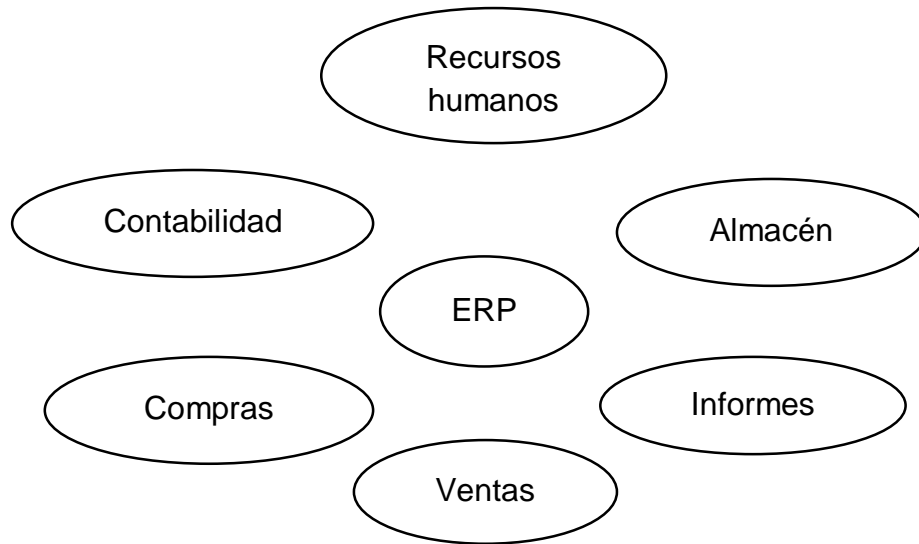 Recursos
humanos
Contabilidad
Almacén
ERP
Compras
Informes
Ventas